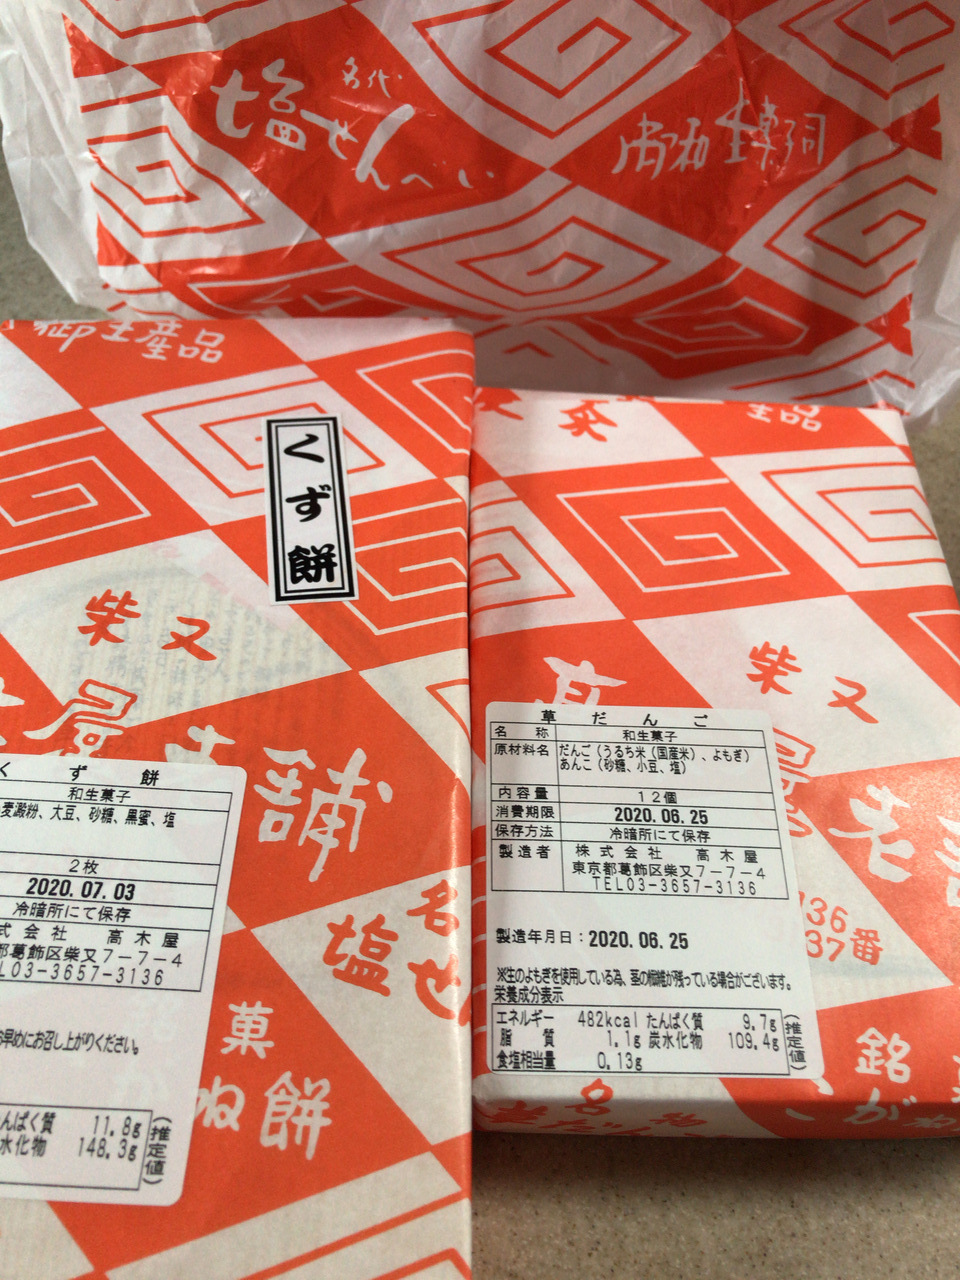 名代
塩せんべい
御土産品
くず餅
柴又
屋老舗
くず餅
和生菓子
麦澱粉、大豆、砂糖、黒蜜、塩
2枚
2020.07.03
冷暗所にて保存
式会社 高木屋
都葛飾区柴又7-7-4
L03-3657-3136
お早めにお召し上がりください。
んぱく質 11.8g
水化物 148.3g
(推定値)
名
塩せ
菓
ね餅
産品
柴又
老
136
137番
銘
草だんご
名称 和生菓子
原材料名 だんご(うるち米(国産米)、よもぎ)
あんこ(砂糖、小豆、塩)
内容量 12個
消費期限 2020.06.25
保存方法 冷暗所にて保存
製造者 株式会社 高木屋
東京都葛飾区柴又7-7-4
TEL03-3657-3136
製造年月日:2020.06.25
※生のよもぎを使用している為、茎の繊維が残っている場合がございます。
栄養成分表示
エネルギー 482kcal たんぱく質 9.7g
脂質 1.1g 炭水化物 109.4g
食塩相当量 0.13g
(推定値)
名物